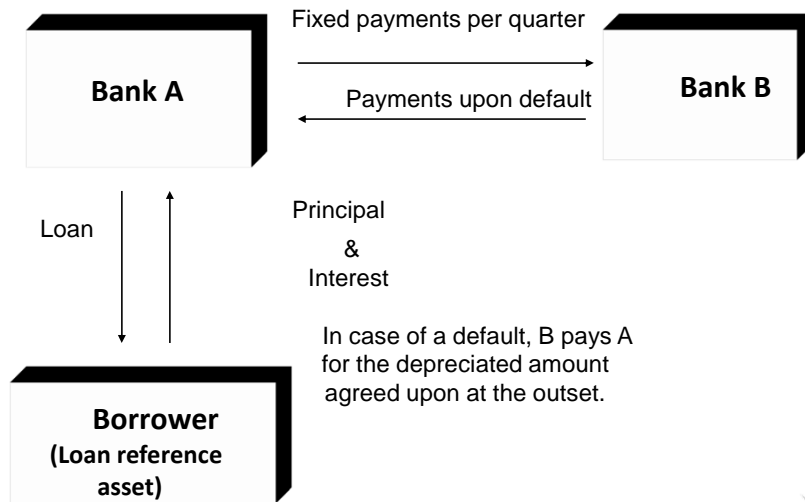 Fixed payments per quarter
Bank A
Bank B
Payments upon default
Loan
Principal
&
Interest
In case of a default, B pays A
for the depreciated amount
agreed upon at the outset.
Borrower
(Loan reference
asset)